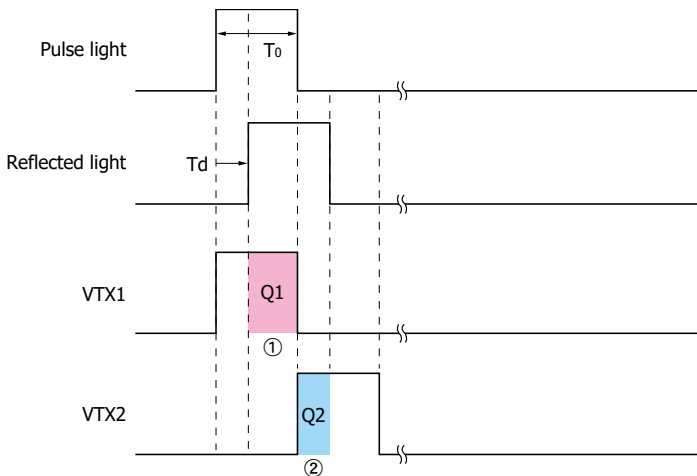 Pulse light
T₀
Reflected light
Td
VTX1
Q1
①
VTX2
Q2
②